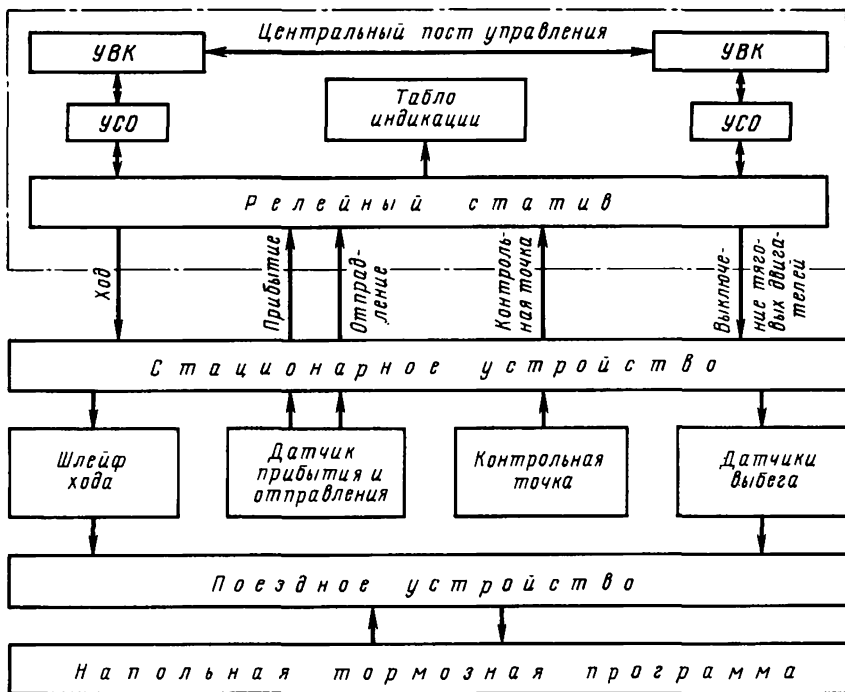 Центральный пост управления
УВК
УВК
Табло
индикации
УСО
УСО
Релейный статив
Ход
Прибытие
Отправ-
ление
Контроль-
ная точка
Выключе-
ние тяго-
вых двига-
телей
Стационарное устройство
Шлейф
хода
Датчик
прибытия и
отправления
Контрольная
точка
Датчики
выбега
Поездное устройство
Напольная тормозная программа